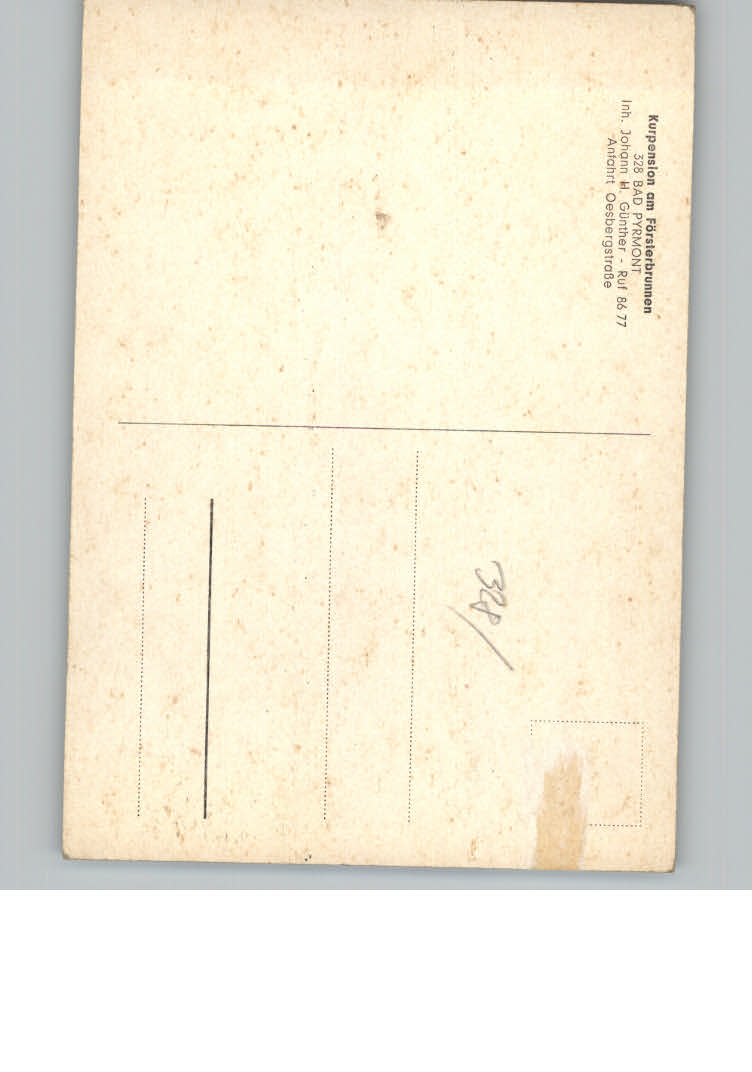 Kurpension am Försterbrunnen
328 BAD PYRMONT
Inh. Johann H. Günther - Ruf 86 77
Anfahrt Oesbergstraße
328/